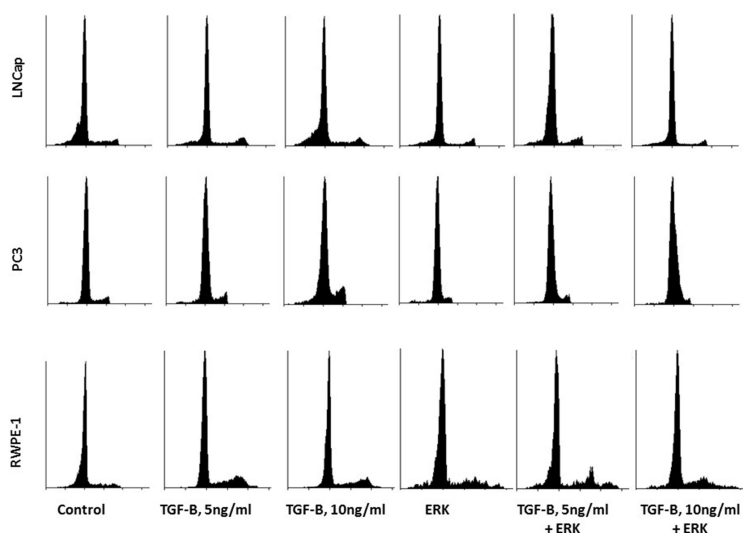 LNCap
PC3
RWPE-1
Control
TGF-B, 5ng/ml
TGF-B, 10ng/ml
ERK
TGF-B, 5ng/ml
+ ERK
TGF-B, 10ng/ml
+ ERK